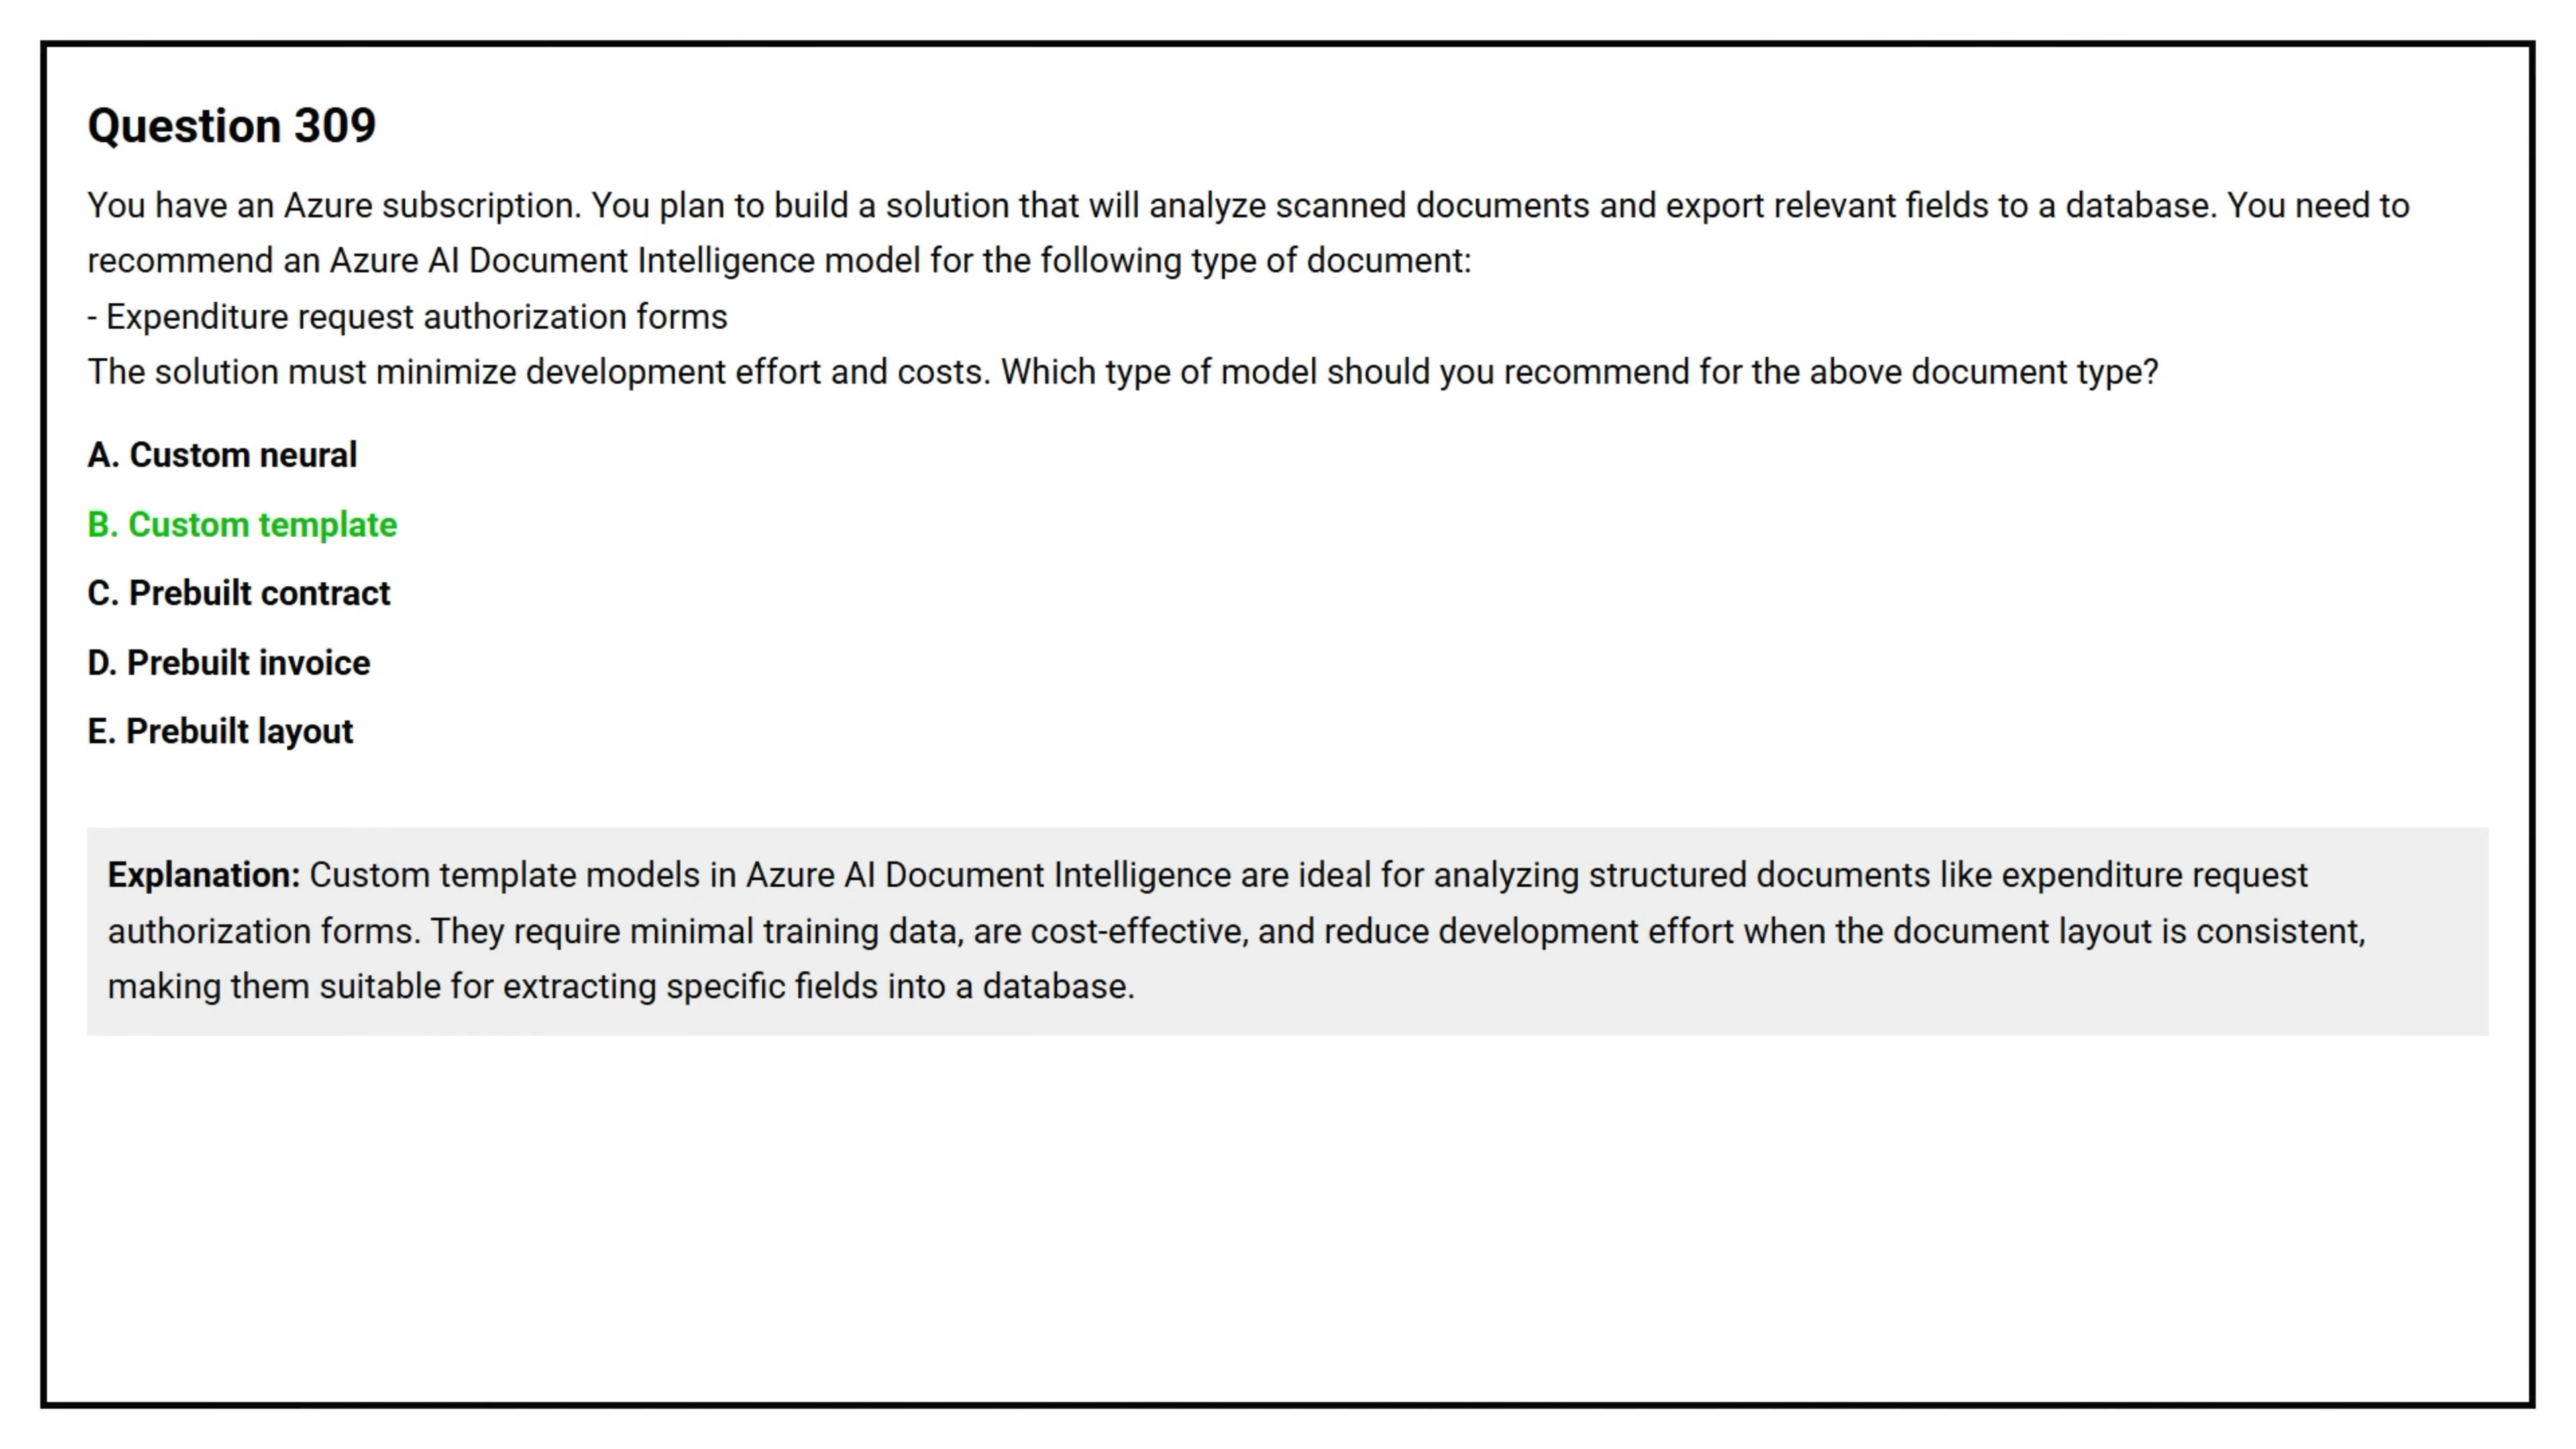 Question 309
You have an Azure subscription. You plan to build a solution that will analyze scanned documents and export relevant fields to a database. You need to
recommend an Azure AI Document Intelligence model for the following type of document:
- Expenditure request authorization forms
The solution must minimize development effort and costs. Which type of model should you recommend for the above document type?
A. Custom neural
B. Custom template
C. Prebuilt contract
D. Prebuilt invoice
E. Prebuilt layout
Explanation: Custom template models in Azure AI Document Intelligence are ideal for analyzing structured documents like expenditure request
authorization forms. They require minimal training data, are cost-effective, and reduce development effort when the document layout is consistent,
making them suitable for extracting specific fields into a database.